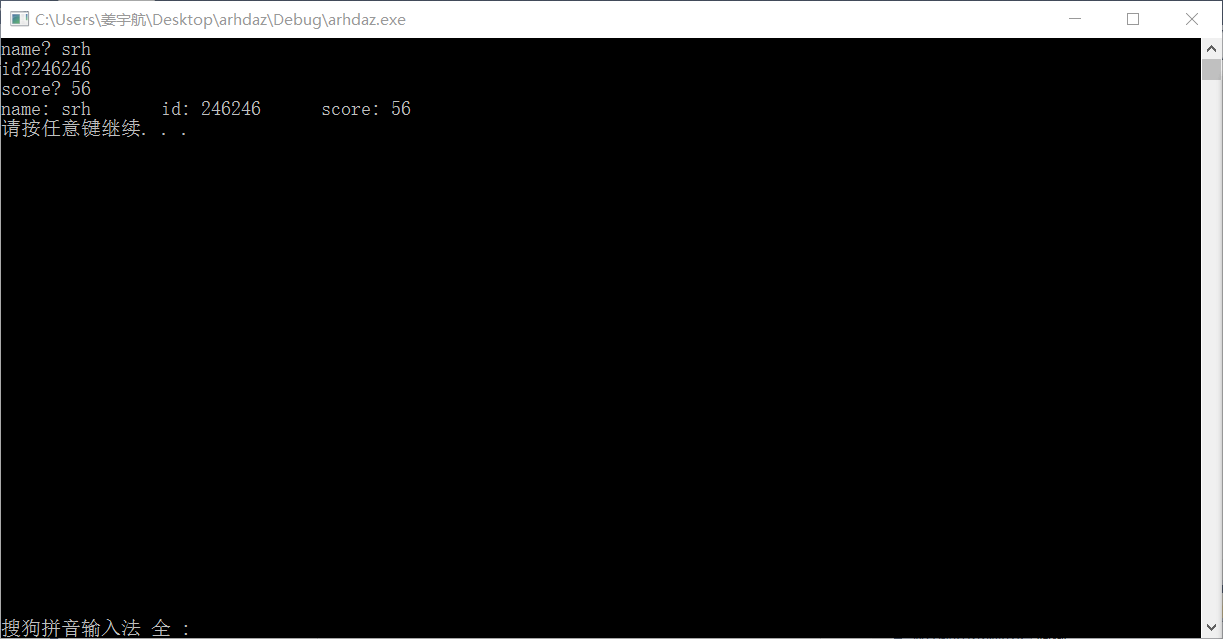 C:\Users\姜宇航\Desktop\arhdaz\Debug\arhdaz.exe
name? srh
id?246246
score? 56
name: srh id: 246246 score: 56
请按任意键继续. . .
搜狗拼音输入法 全 :